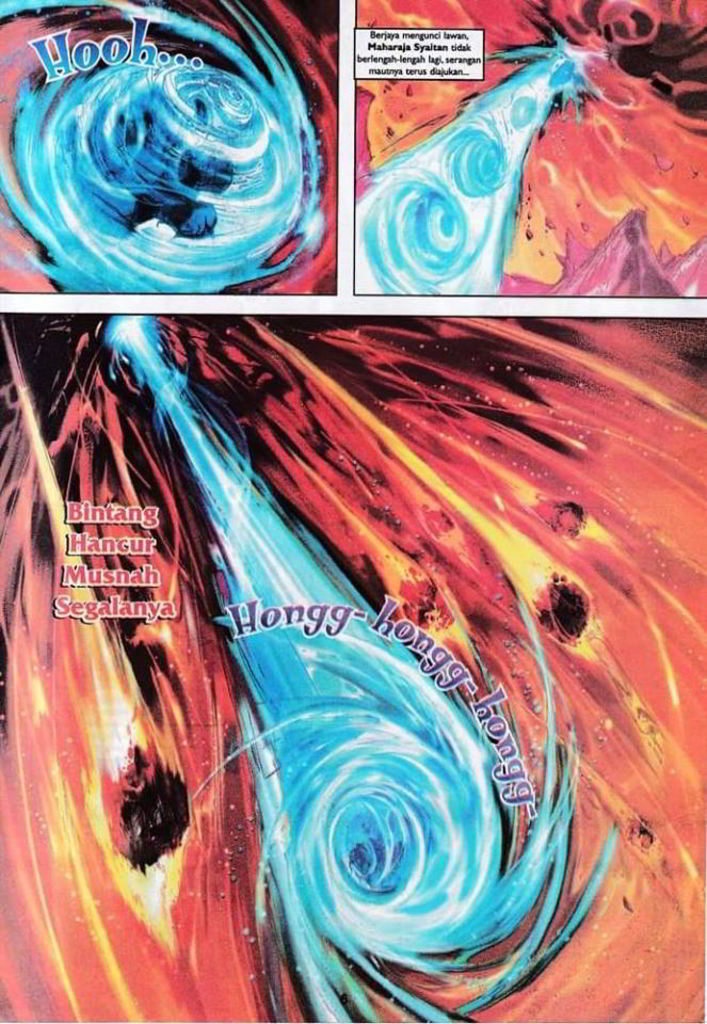 Hooh...
Berjaya mengunci lawan,
Maharaja Syaitan tidak
berlengah-lengah lagi, serangan
mautnya terus diajukan...
Bintang
Hancur
Musnah
Segalanya
Hongg-hongg-hongg-